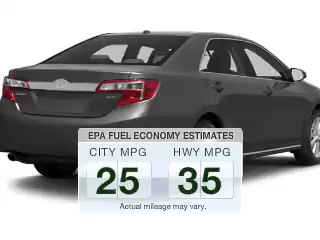 EPA FUEL ECONOMY ESTIMATES
CITY MPG HWY MPG
25 35
Actual mileage may vary.